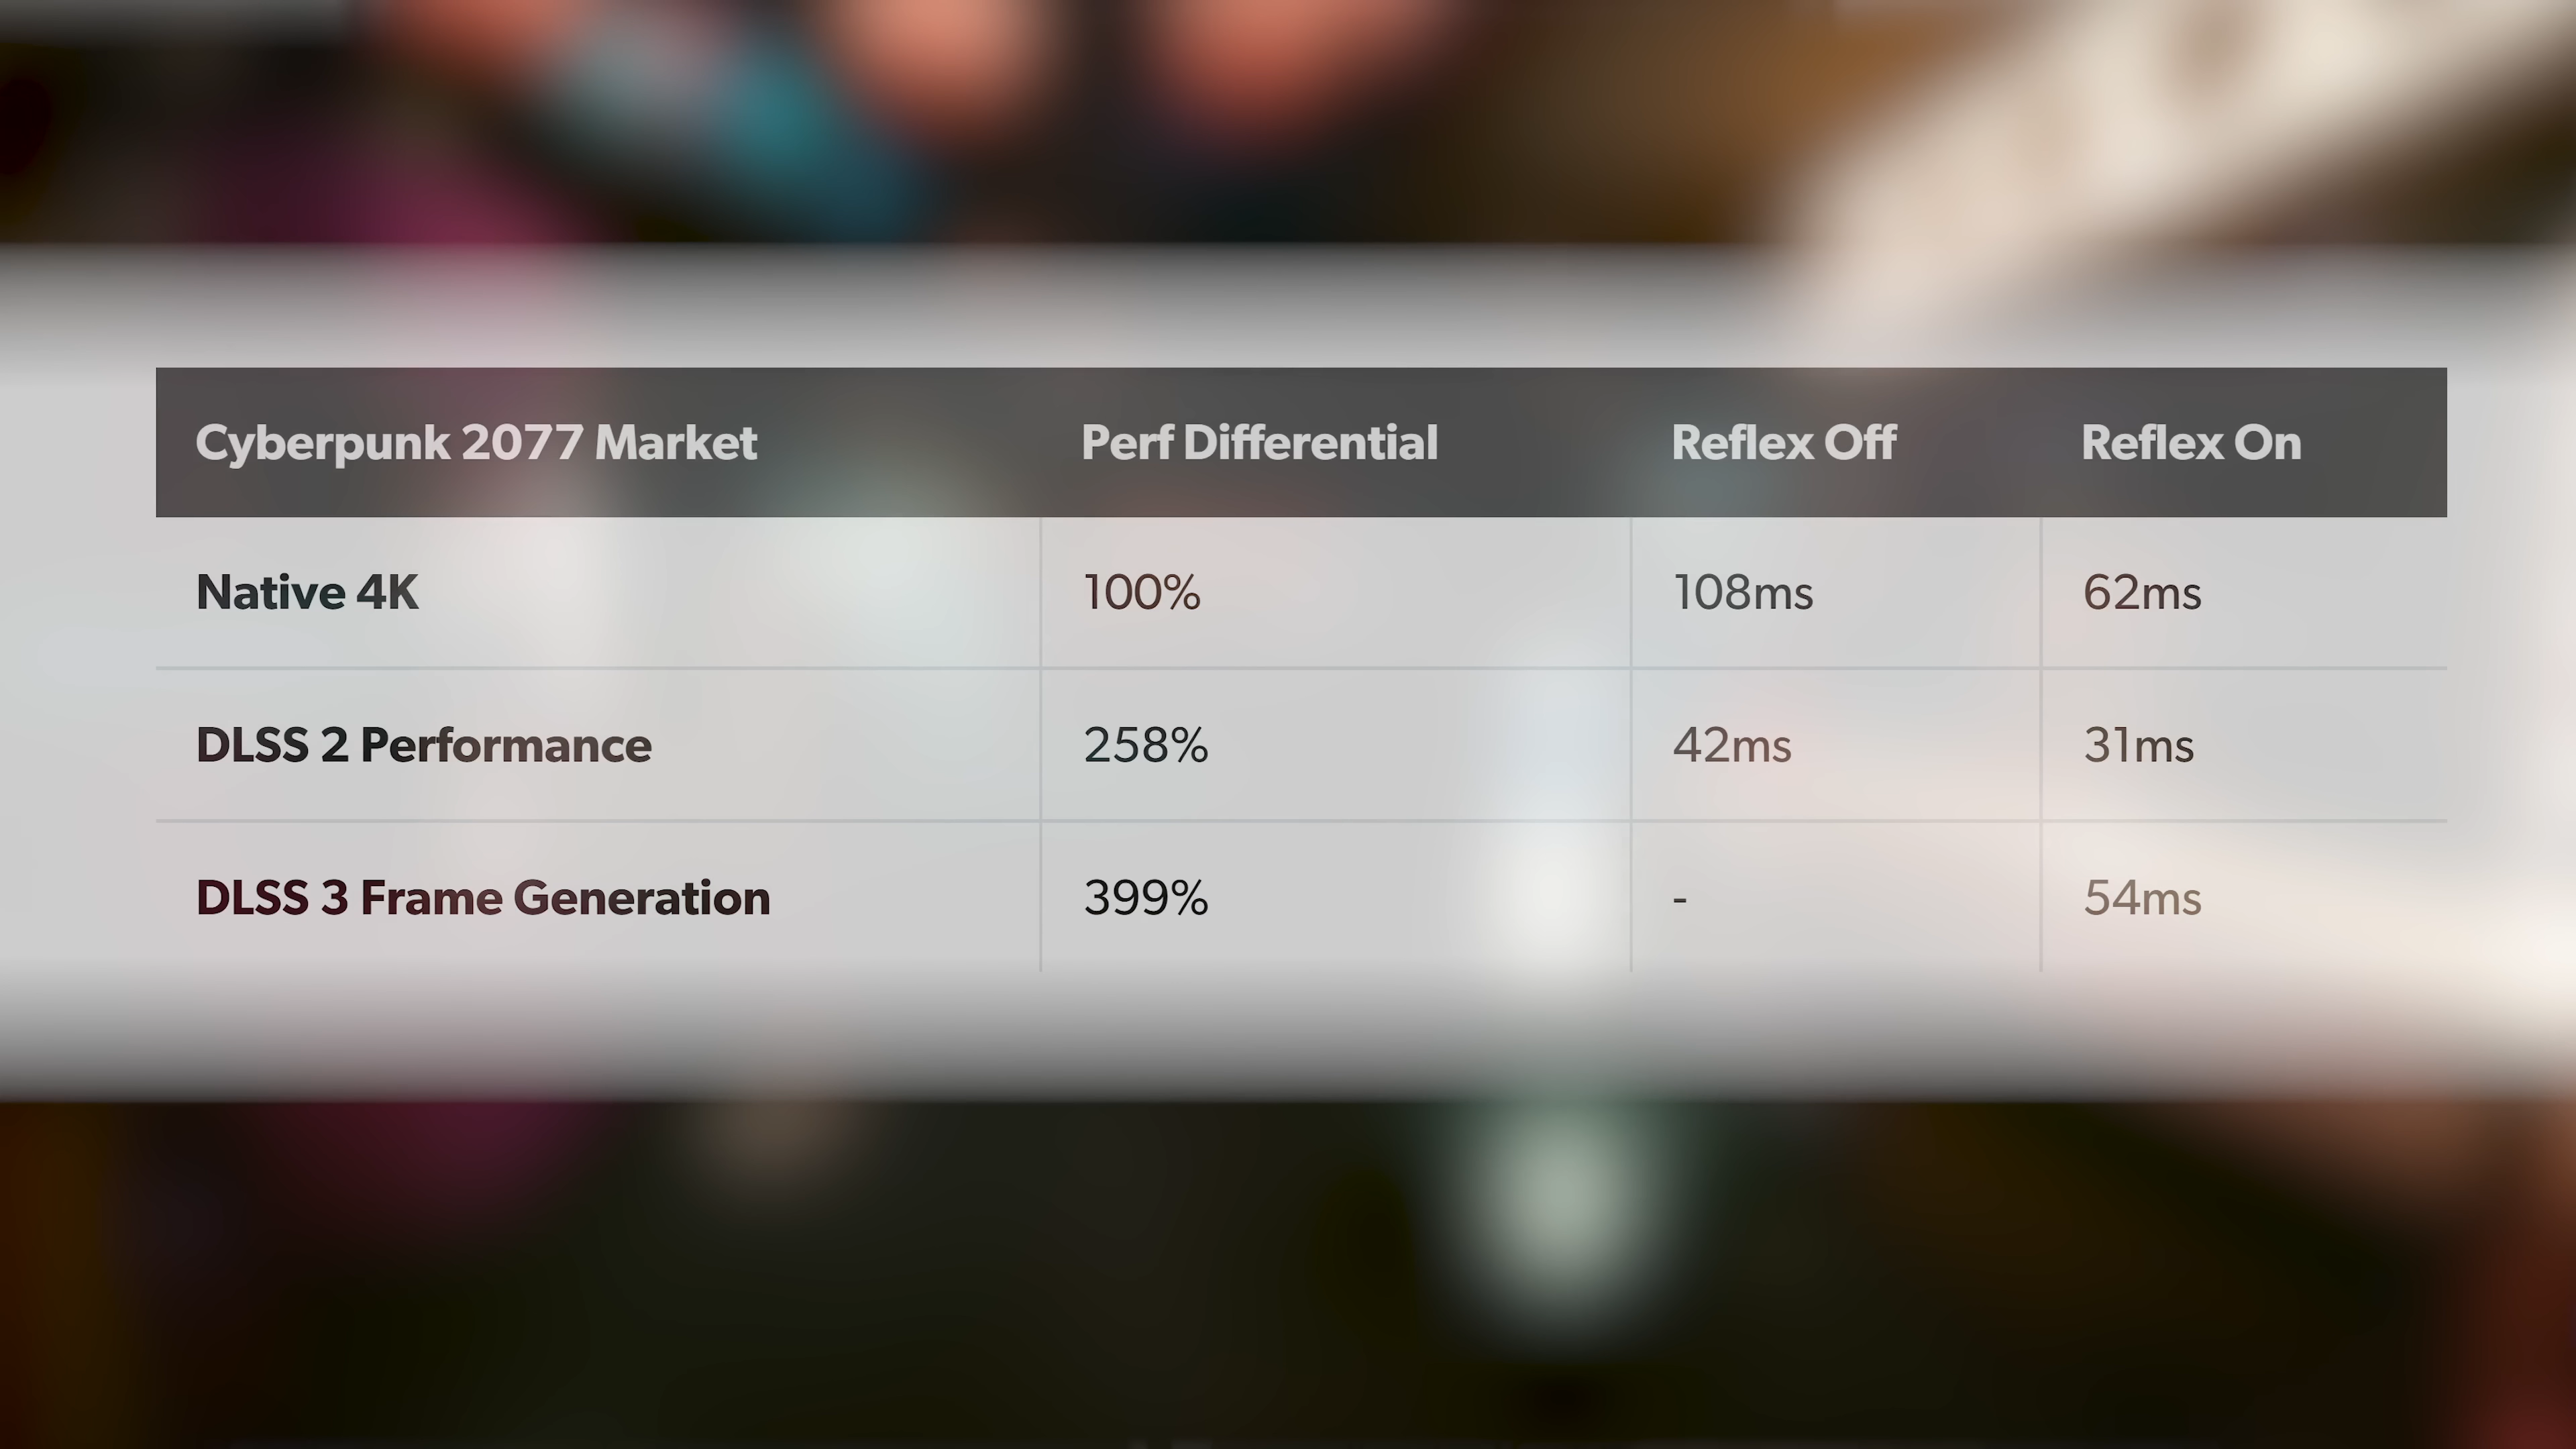 Cyberpunk 2077 Market Perf Differential Reflex Off Reflex On
Native 4K 100% 108ms 62ms
DLSS 2 Performance 258% 42ms 31ms
DLSS 3 Frame Generation 399% - 54ms